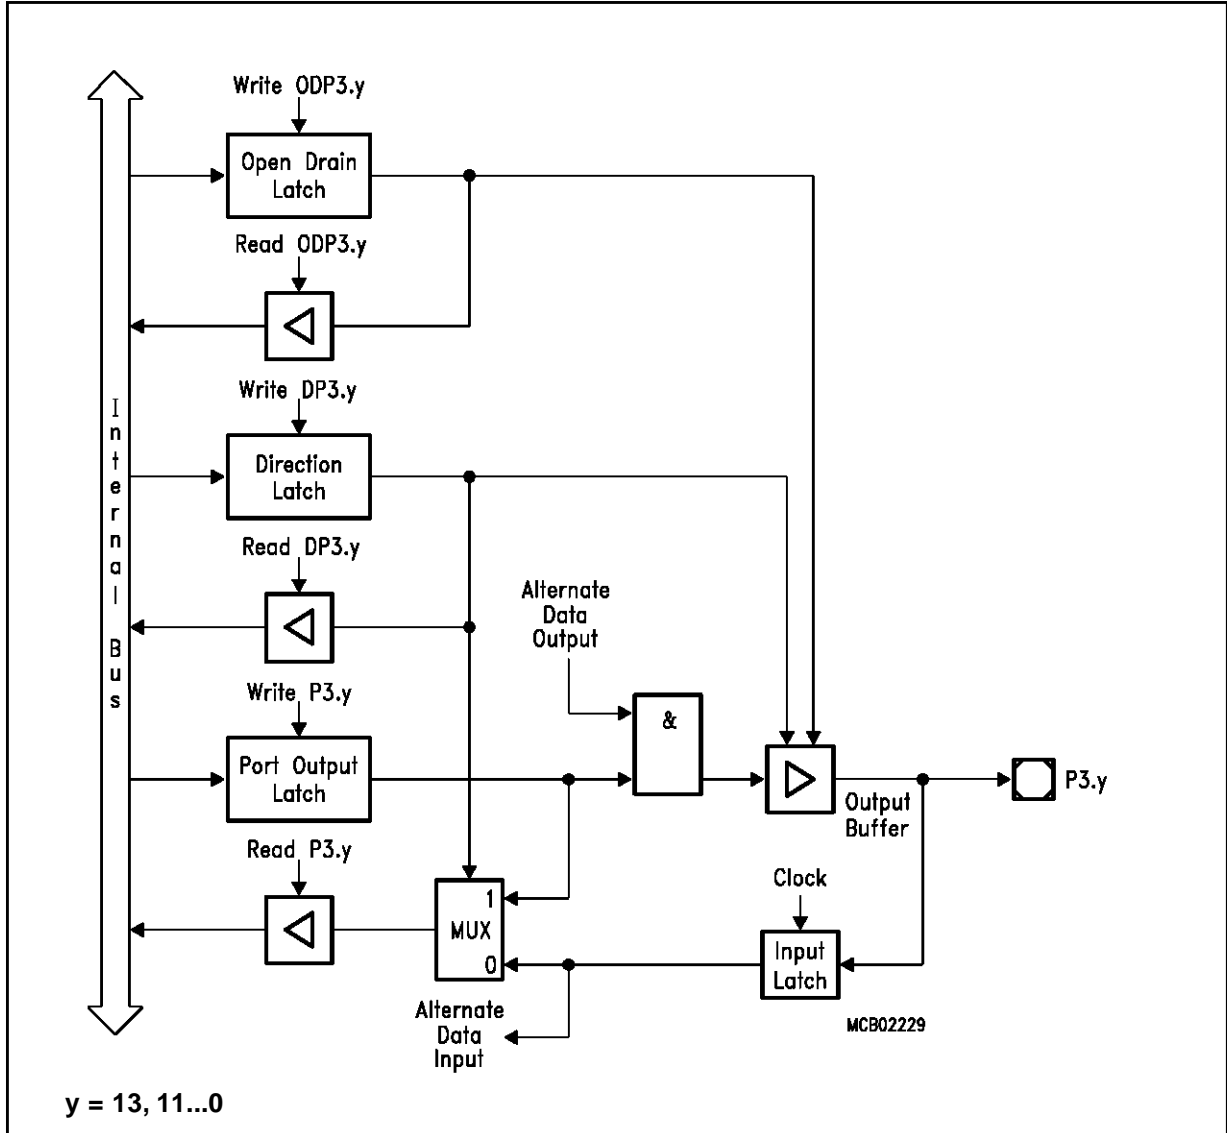 Write ODP3.y
Open Drain
Latch
Read ODP3.y
Write DP3.y
Internal Bus
Direction
Latch
Read DP3.y
Alternate
Data
Output
Write P3.y
&
Port Output
Latch
P3.y
Output
Buffer
Read P3.y
Clock
1
MUX
0
Input
Latch
Alternate
Data
Input
MCB02229
y = 13, 11...0